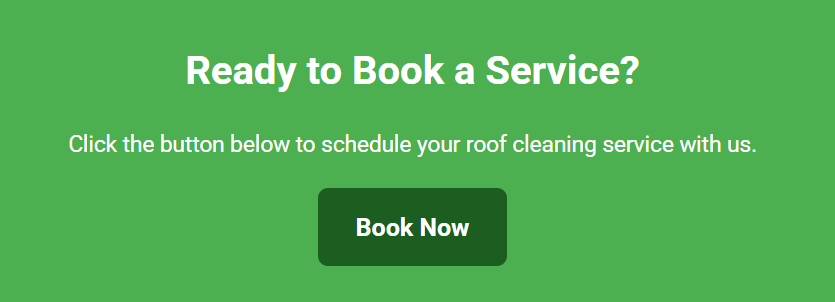 Ready to Book a Service?
Click the button below to schedule your roof cleaning service with us.
Book Now